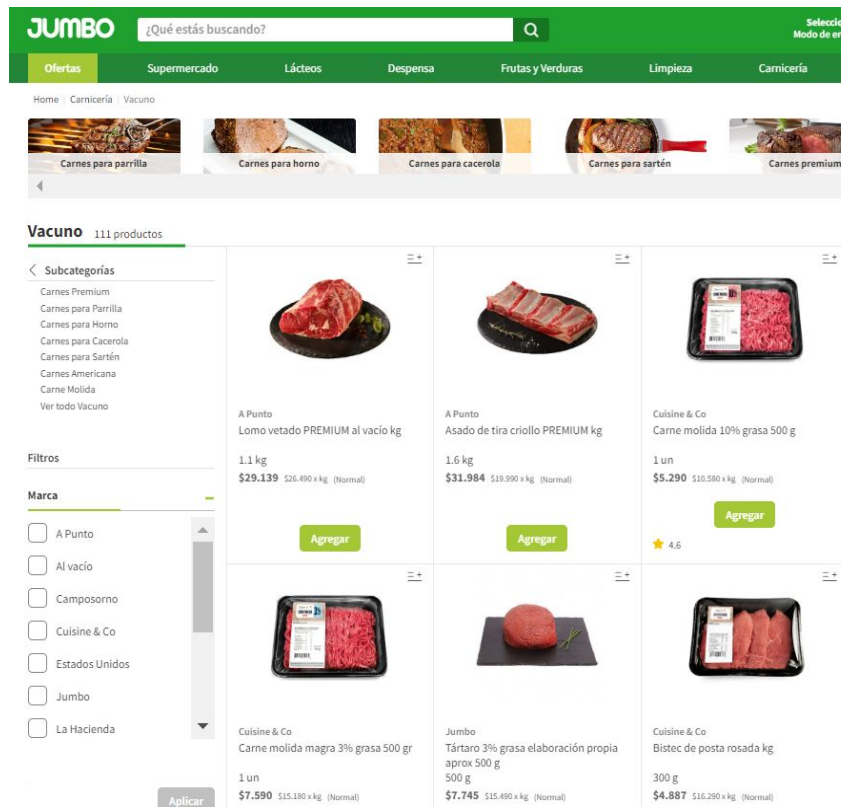 JUMBO
¿Qué estás buscando?
Seleccio
Modo de en
Ofertas
Supermercado
Lácteos
Despensa
Frutas y Verduras
Limpieza
Carnicería
Home | Carnicería | Vacuno
Carnes para parrilla
Carnes para horno
Carnes para cacerola
Carnes para sartén
Carnes premium
Vacuno 111 productos
Subcategorías
Carnes Premium
Carnes para Parrilla
Carnes para Horno
Carnes para Cacerola
Carnes para Sartén
Carnes Americana
Carne Molida
Ver todo Vacuno
Filtros
Marca
A Punto
Al vacío
Camposorno
Cuisine & Co
Estados Unidos
Jumbo
La Hacienda
Aplicar
A Punto
Lomo vetado PREMIUM al vacío kg
1.1 kg
$29.139 $26.490 x kg (Normal)
Agregar
A Punto
Asado de tira criollo PREMIUM kg
1.6 kg
$31.984 $19.990 x kg (Normal)
Agregar
Cuisine & Co
Carne molida 10% grasa 500 g
1 un
$5.290 $10.580 x kg (Normal)
Agregar
4.6
Cuisine & Co
Carne molida magra 3% grasa 500 gr
1 un
$7.590 $15.180 x kg (Normal)
Jumbo
Tártaro 3% grasa elaboración propia
aprox 500 g
500 g
$7.745 $15.490 x kg (Normal)
Cuisine & Co
Bistec de posta rosada kg
300 g
$4.887 $16.290 x kg (Normal)